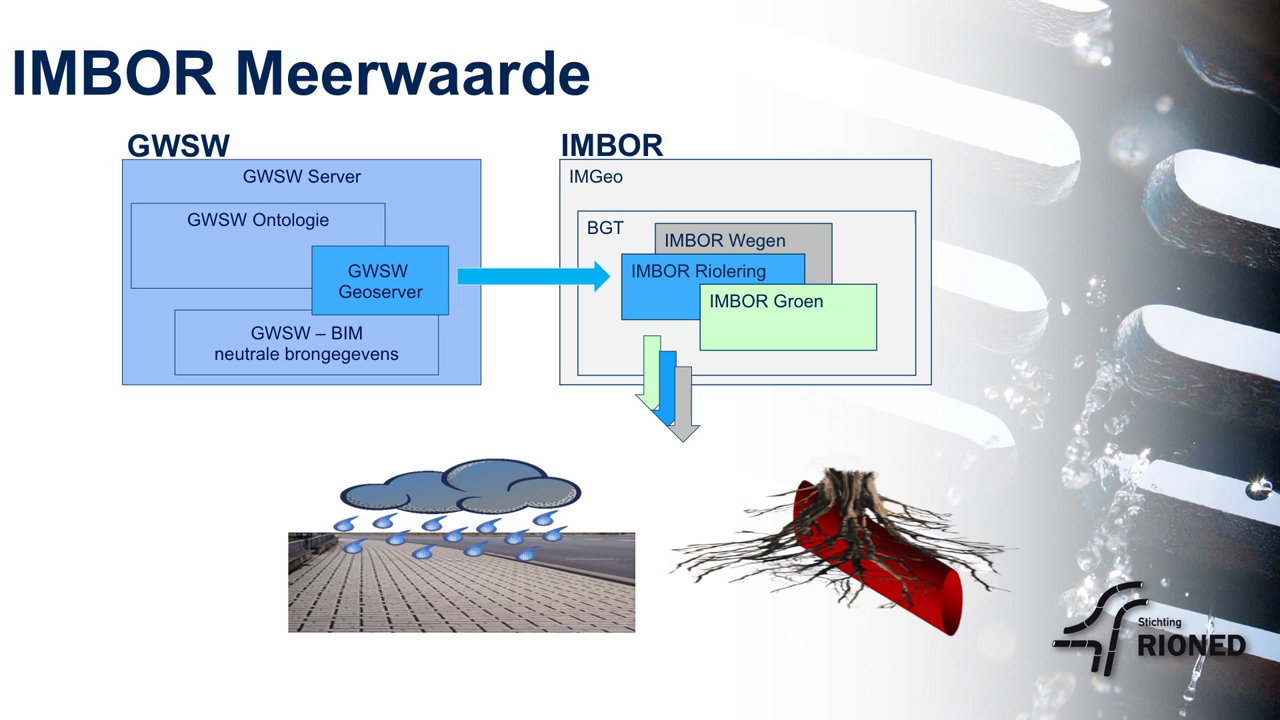 IMBOR Meerwaarde
GWSW
GWSW Server
GWSW Ontologie
GWSW
Geoserver
GWSW – BIM
neutrale brongegevens
IMBOR
IMGeo
BGT
IMBOR Wegen
IMBOR Riolering
IMBOR Groen
Stichting
RIONED